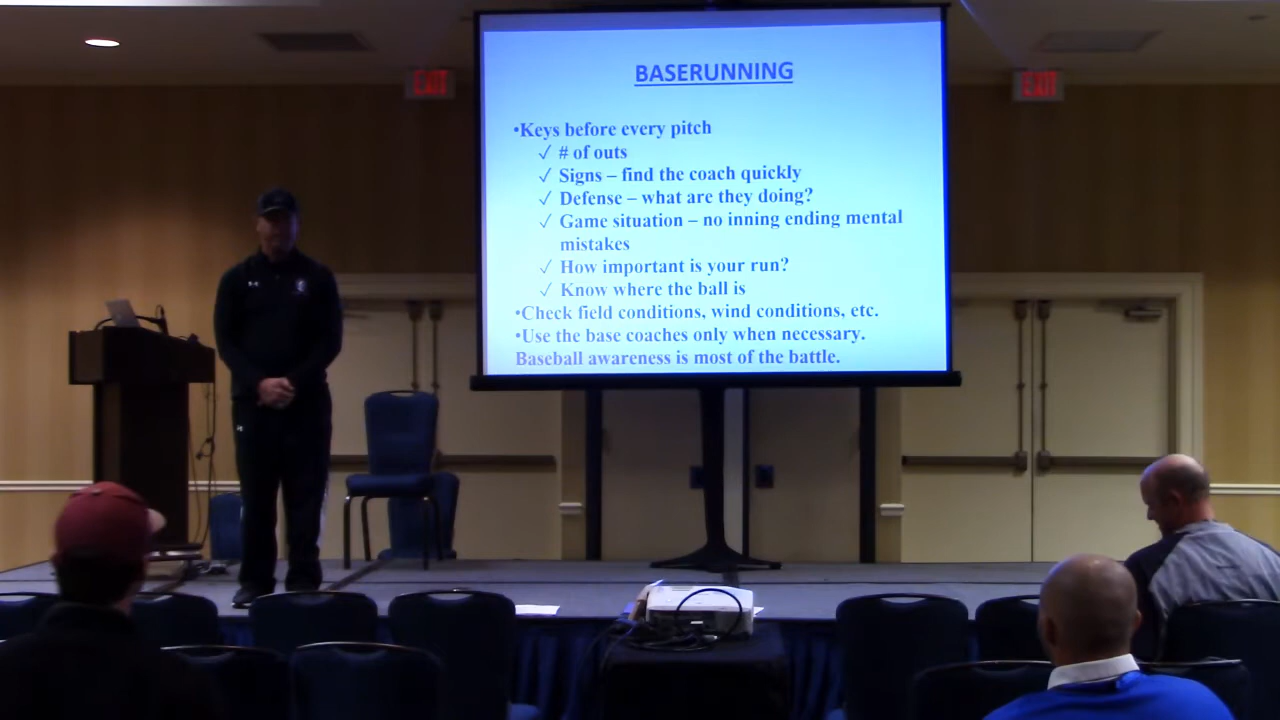 EXIT
EXIT
BASERUNNING
•Keys before every pitch
✓ # of outs
✓ Signs – find the coach quickly
✓ Defense – what are they doing?
✓ Game situation – no inning ending mental
mistakes
✓ How important is your run?
✓ Know where the ball is
•Check field conditions, wind conditions, etc.
•Use the base coaches only when necessary.
Baseball awareness is most of the battle.